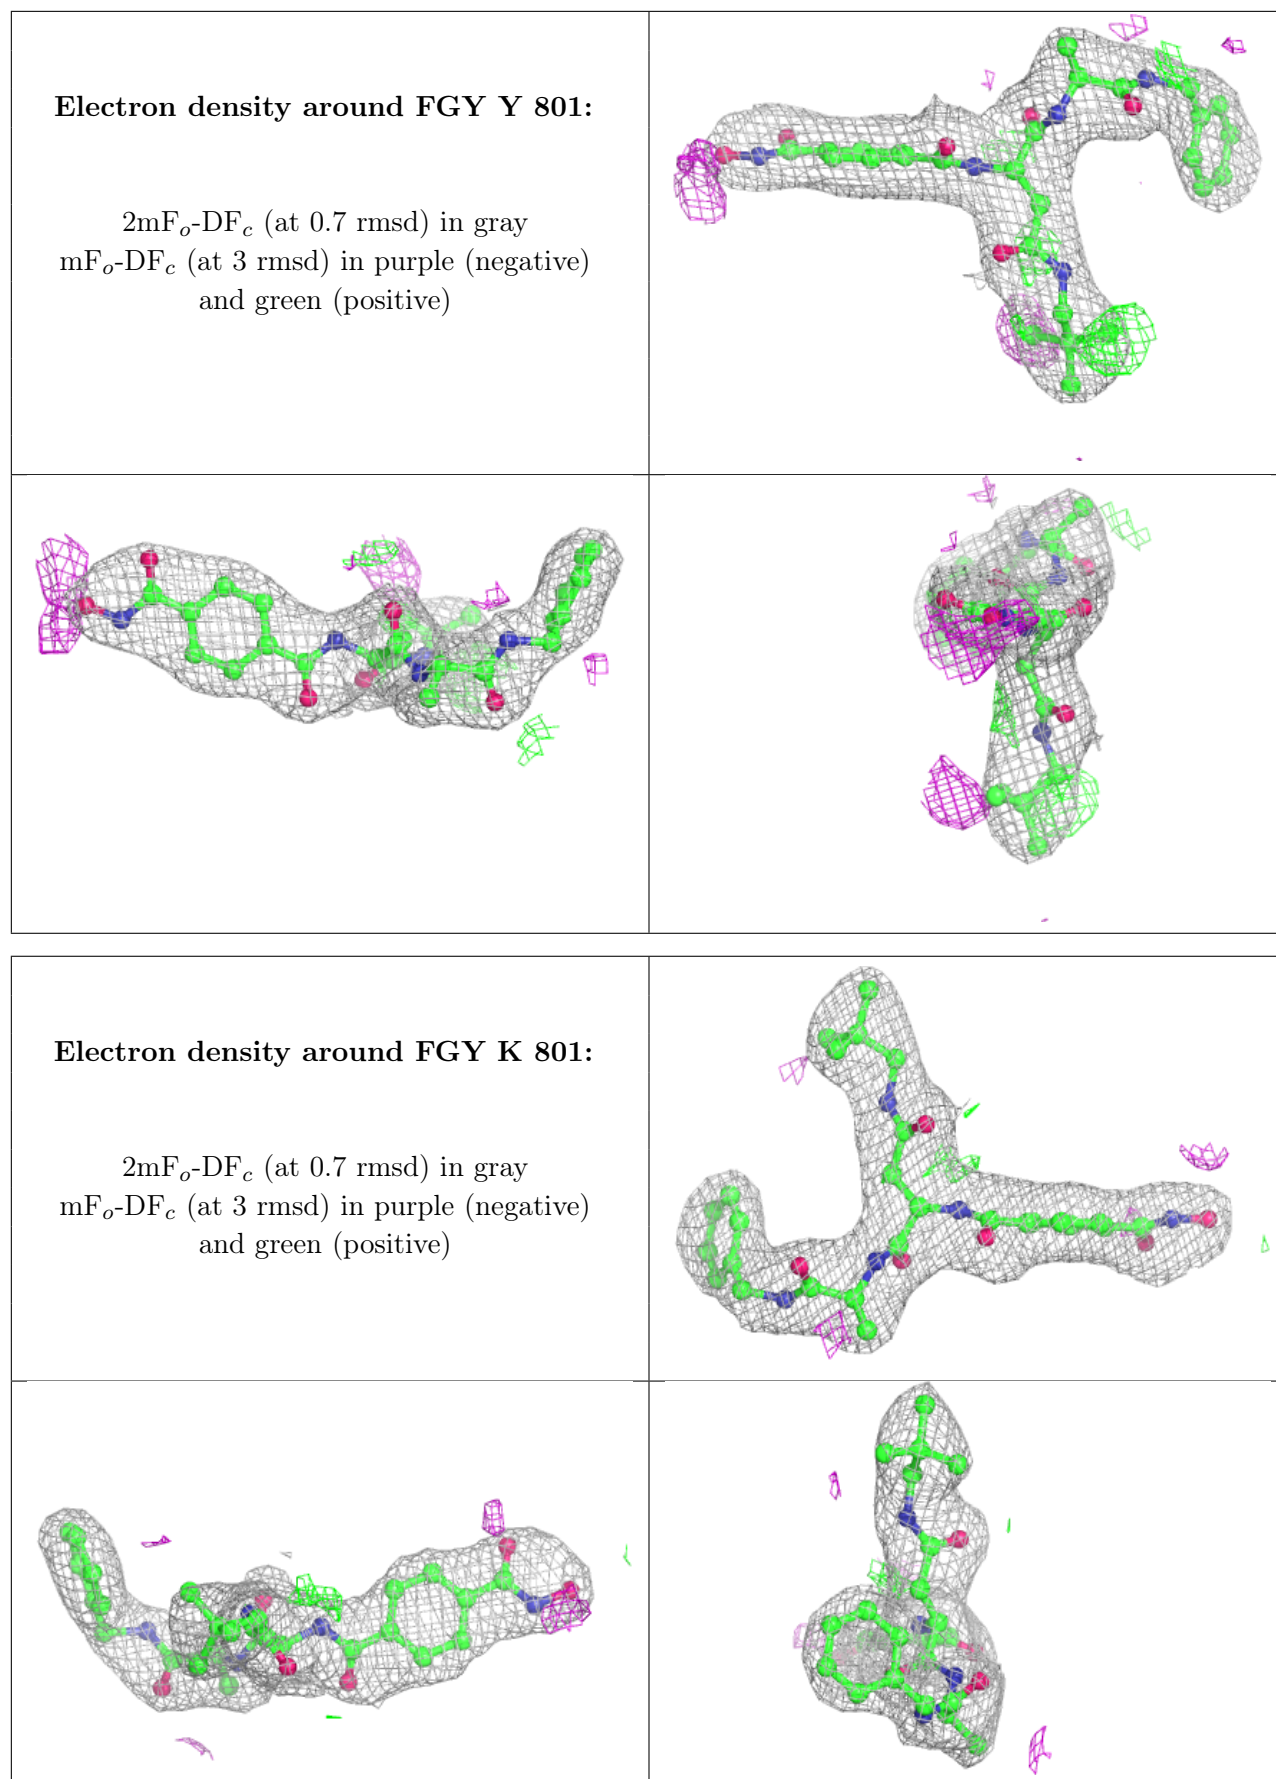 Electron density around FGY Y 801:
2mFo-DFc (at 0.7 rmsd) in gray
mFo-DFc (at 3 rmsd) in purple (negative)
and green (positive)
Electron density around FGY K 801:
2mFo-DFc (at 0.7 rmsd) in gray
mFo-DFc (at 3 rmsd) in purple (negative)
and green (positive)